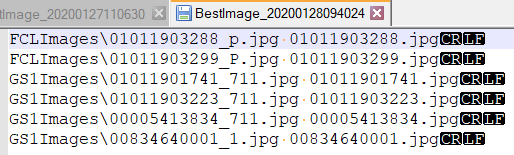 tImage_20200127110630 BestImage_20200128094024
FCLImages\01011903288_p.jpg 01011903288.jpgCRLF
FCLImages\01011903299_P.jpg 01011903299.jpgCRLF
GS1Images\01011901741_711.jpg 01011901741.jpgCRLF
GS1Images\01011903223_711.jpg 01011903223.jpgCRLF
GS1Images\00005413834_711.jpg 00005413834.jpgCRLF
GS1Images\00834640001_1.jpg 00834640001.jpgCRLF